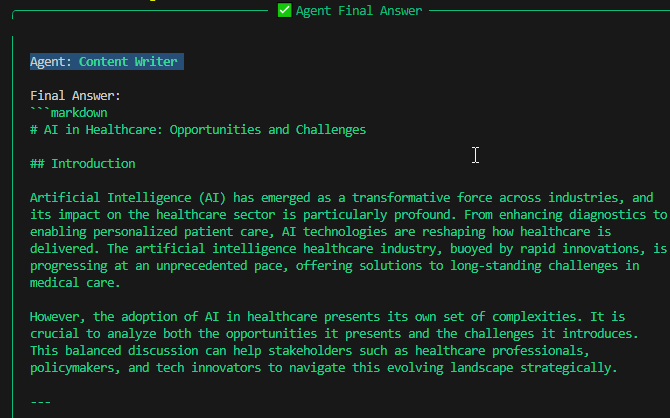 ✅ Agent Final Answer
Agent: Content Writer
Final Answer:
```markdown
# AI in Healthcare: Opportunities and Challenges
## Introduction
Artificial Intelligence (AI) has emerged as a transformative force across industries, and
its impact on the healthcare sector is particularly profound. From enhancing diagnostics to
enabling personalized patient care, AI technologies are reshaping how healthcare is
delivered. The artificial intelligence healthcare industry, buoyed by rapid innovations, is
progressing at an unprecedented pace, offering solutions to long-standing challenges in
medical care.
However, the adoption of AI in healthcare presents its own set of complexities. It is
crucial to analyze both the opportunities it presents and the challenges it introduces.
This balanced discussion can help stakeholders such as healthcare professionals,
policymakers, and tech innovators to navigate this evolving landscape strategically.
---